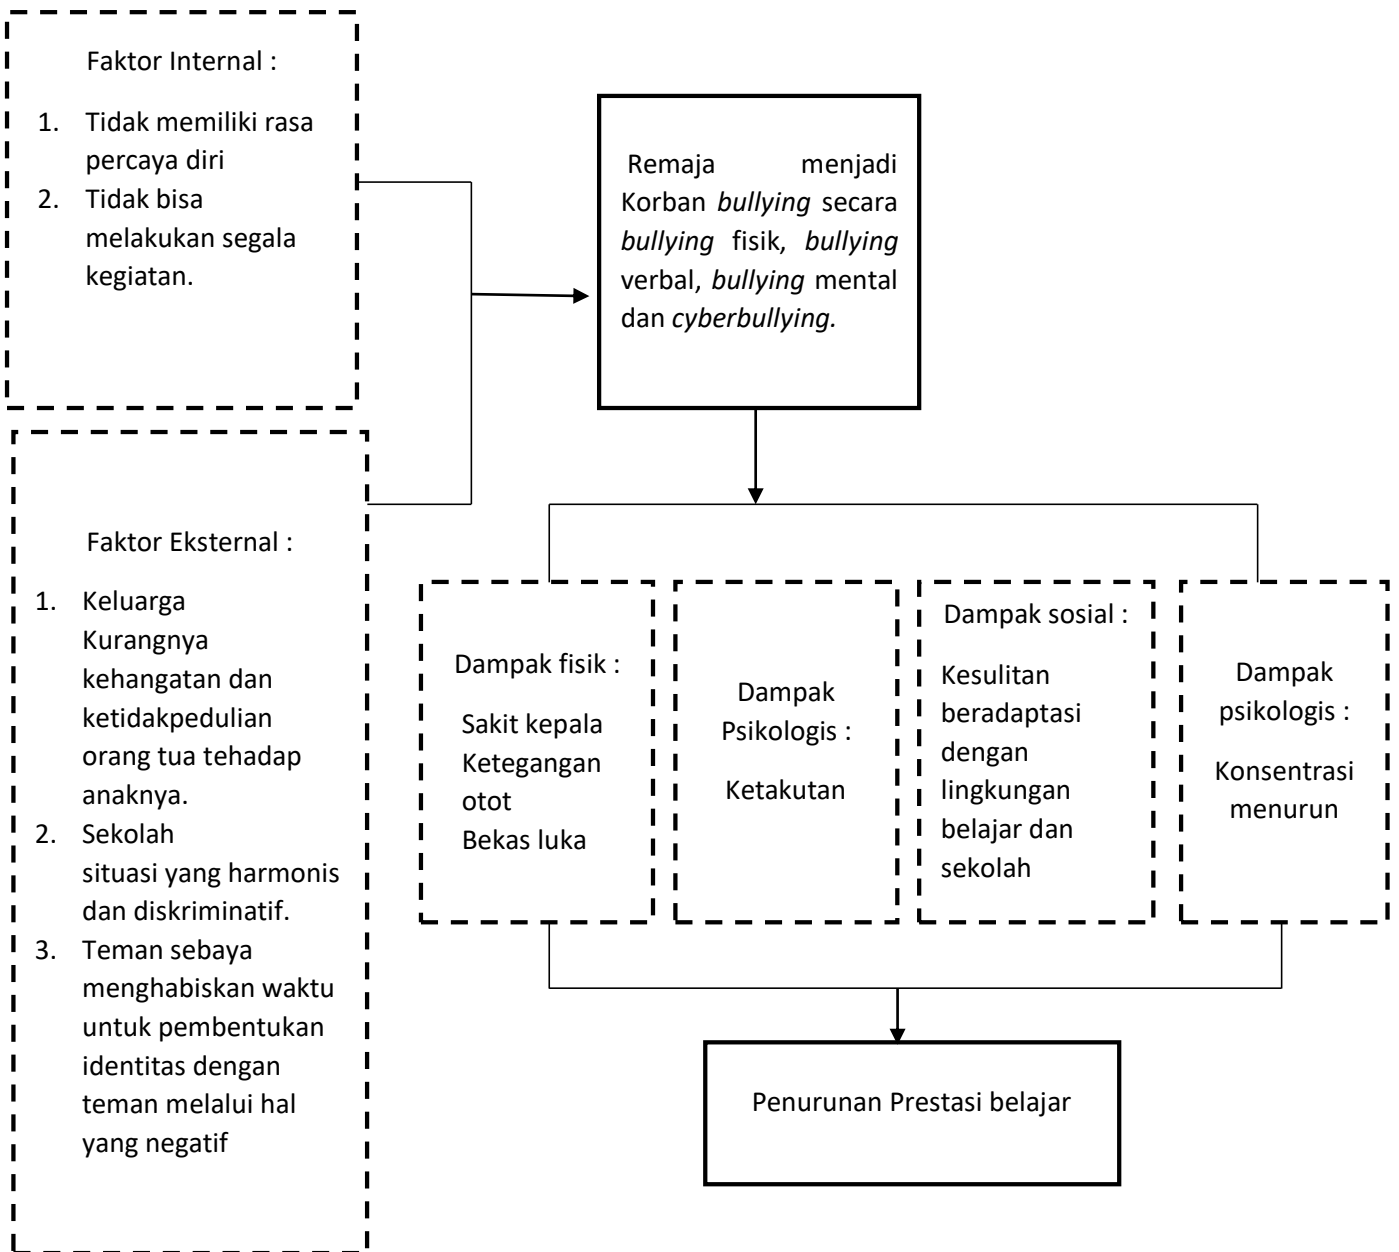 Faktor Internal :
1. Tidak memiliki rasa
percaya diri
2. Tidak bisa
melakukan segala
kegiatan.
Remaja menjadi
Korban bullying secara
bullying fisik, bullying
verbal, bullying mental
dan cyberbullying.
Faktor Eksternal :
1. Keluarga
Kurangnya
kehangatan dan
ketidakpedulian
orang tua tehadap
anaknya.
2. Sekolah
situasi yang harmonis
dan diskriminatif.
3. Teman sebaya
menghabiskan waktu
untuk pembentukan
identitas dengan
teman melalui hal
yang negatif
Dampak fisik :
Sakit kepala
Ketegangan
otot
Bekas luka
Dampak
Psikologis :
Ketakutan
Dampak sosial :
Kesulitan
beradaptasi
dengan
lingkungan
belajar dan
sekolah
Dampak
psikologis :
Konsentrasi
menurun
Penurunan Prestasi belajar